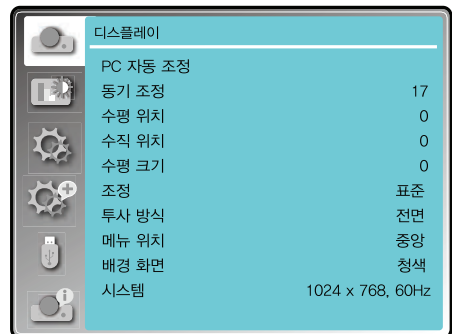 디스플레이
PC 자동 조정
동기 조정 17
수평 위치 0
수직 위치 0
수평 크기 0
조정 표준
투사 방식 전면
메뉴 위치 중앙
배경 화면 청색
시스템 1024 x 768, 60Hz